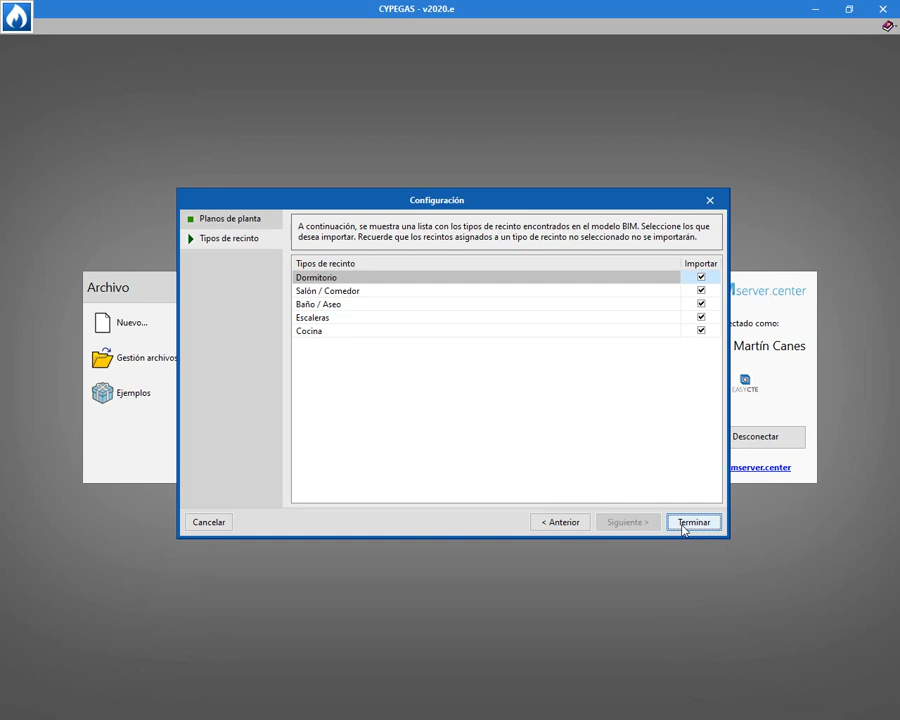 CYPEGAS - v2020.e
Configuración
Planos de planta
Tipos de recinto
A continuación, se muestra una lista con los tipos de recinto encontrados en el modelo BIM. Seleccione los que
desea importar. Recuerde que los recintos asignados a un tipo de recinto no seleccionado no se importarán.
Tipos de recinto Importar
Dormitorio
Salón / Comedor
Baño / Aseo
Escaleras
Cocina
Cancelar
< Anterior
Siguiente >
Terminar
Archivo
Nuevo...
Gestión archivos
Ejemplos
server.center
ectado como:
Martín Canes
EASYCTE
Desconectar
mserver.center